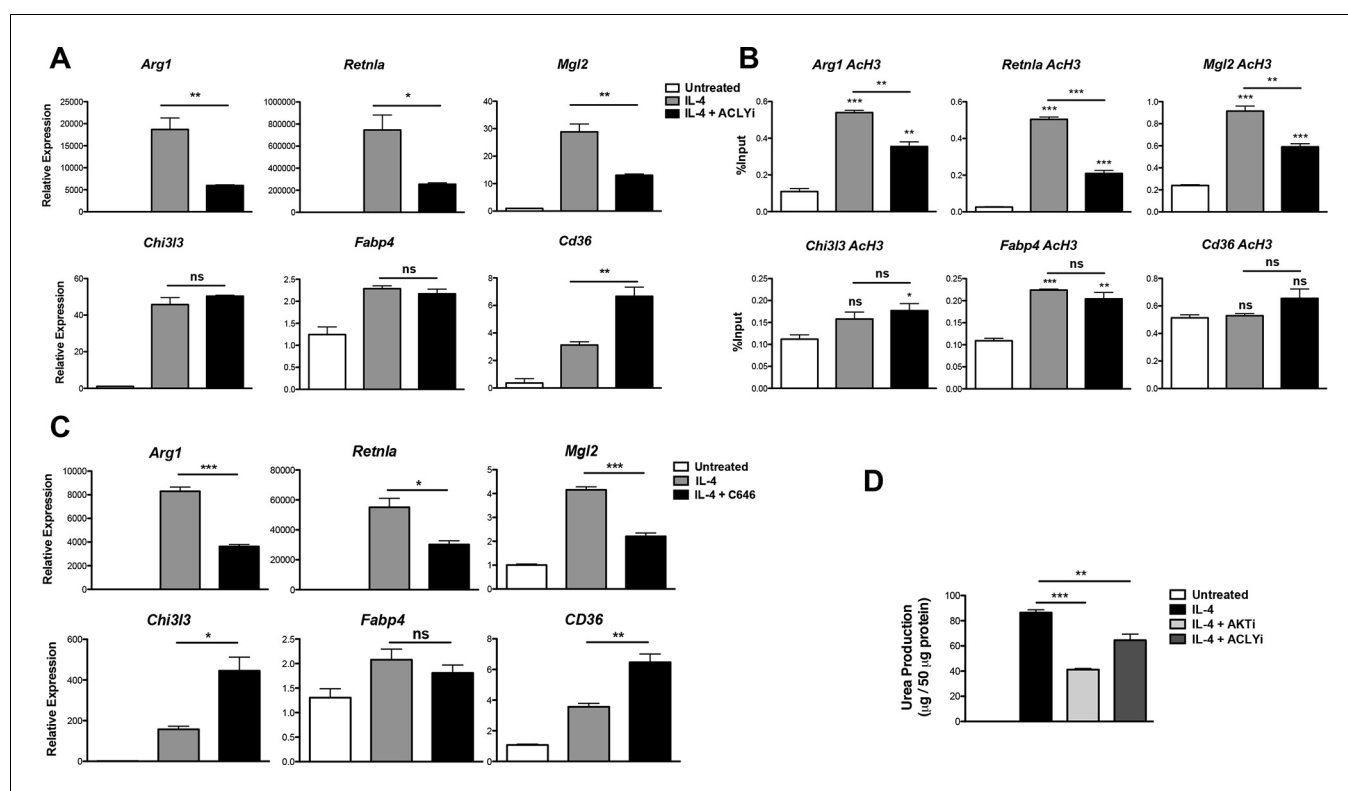 A
Arg1
Retnla
Mgl2
Relative Expression
25000
20000
15000
10000
5000
0
**
1000000
800000
600000
400000
200000
0
*
40
30
20
10
0
**
Untreated
IL-4
IL-4 + ACLYi
Chi3l3
Fabp4
Cd36
Relative Expression
60
40
20
0
ns
2.5
2.0
1.5
1.0
0.5
0.0
ns
8
6
4
2
0
**
B
Arg1 AcH3
Retnla AcH3
Mgl2 AcH3
%Input
0.6
0.4
0.2
0.0
**
***
**
0.6
0.4
0.2
0.0
***
***
***
1.0
0.8
0.6
0.4
0.2
0.0
**
***
***
Chi3l3 AcH3
Fabp4 AcH3
Cd36 AcH3
%Input
0.25
0.20
0.15
0.10
0.05
0.00
ns
ns
*
0.25
0.20
0.15
0.10
0.05
0.00
ns
***
**
0.8
0.6
0.4
0.2
0.0
ns
ns
ns
C
Arg1
Retnla
Mgl2
Relative Expression
10000
8000
6000
4000
2000
0
***
80000
60000
40000
20000
0
*
5
4
3
2
1
0
***
Untreated
IL-4
IL-4 + C646
Chi3l3
Fabp4
CD36
Relative Expression
600
400
200
0
*
2.5
2.0
1.5
1.0
0.5
0.0
ns
8
6
4
2
0
**
D
Urea Production
(µg / 50 µg protein)
100
80
60
40
20
0
**
***
Untreated
IL-4
IL-4 + AKTi
IL-4 + ACLYi